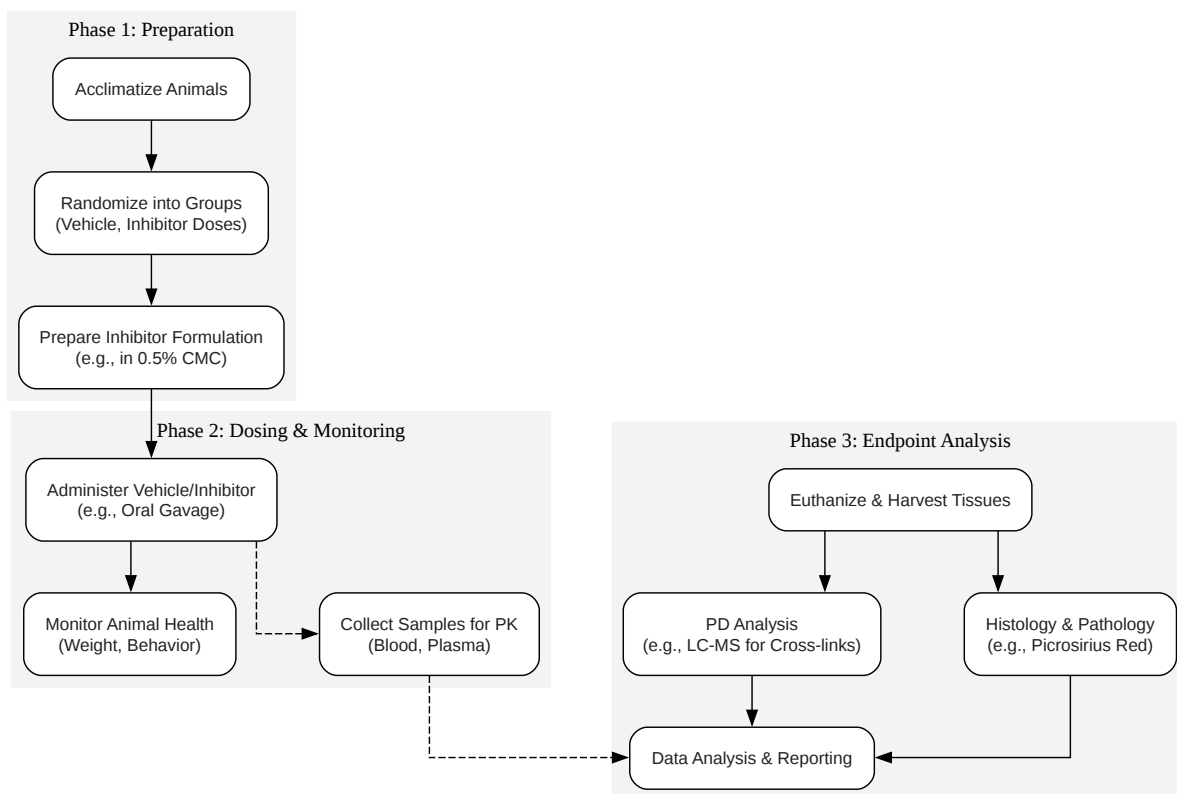 Phase 1: Preparation
Acclimatize Animals
Randomize into Groups
(Vehicle, Inhibitor Doses)
Prepare Inhibitor Formulation
(e.g., in 0.5% CMC)
Phase 2: Dosing & Monitoring
Administer Vehicle/Inhibitor
(e.g., Oral Gavage)
Monitor Animal Health
(Weight, Behavior)
Collect Samples for PK
(Blood, Plasma)
Phase 3: Endpoint Analysis
Euthanize & Harvest Tissues
PD Analysis
(e.g., LC-MS for Cross-links)
Histology & Pathology
(e.g., Picrosirius Red)
Data Analysis & Reporting